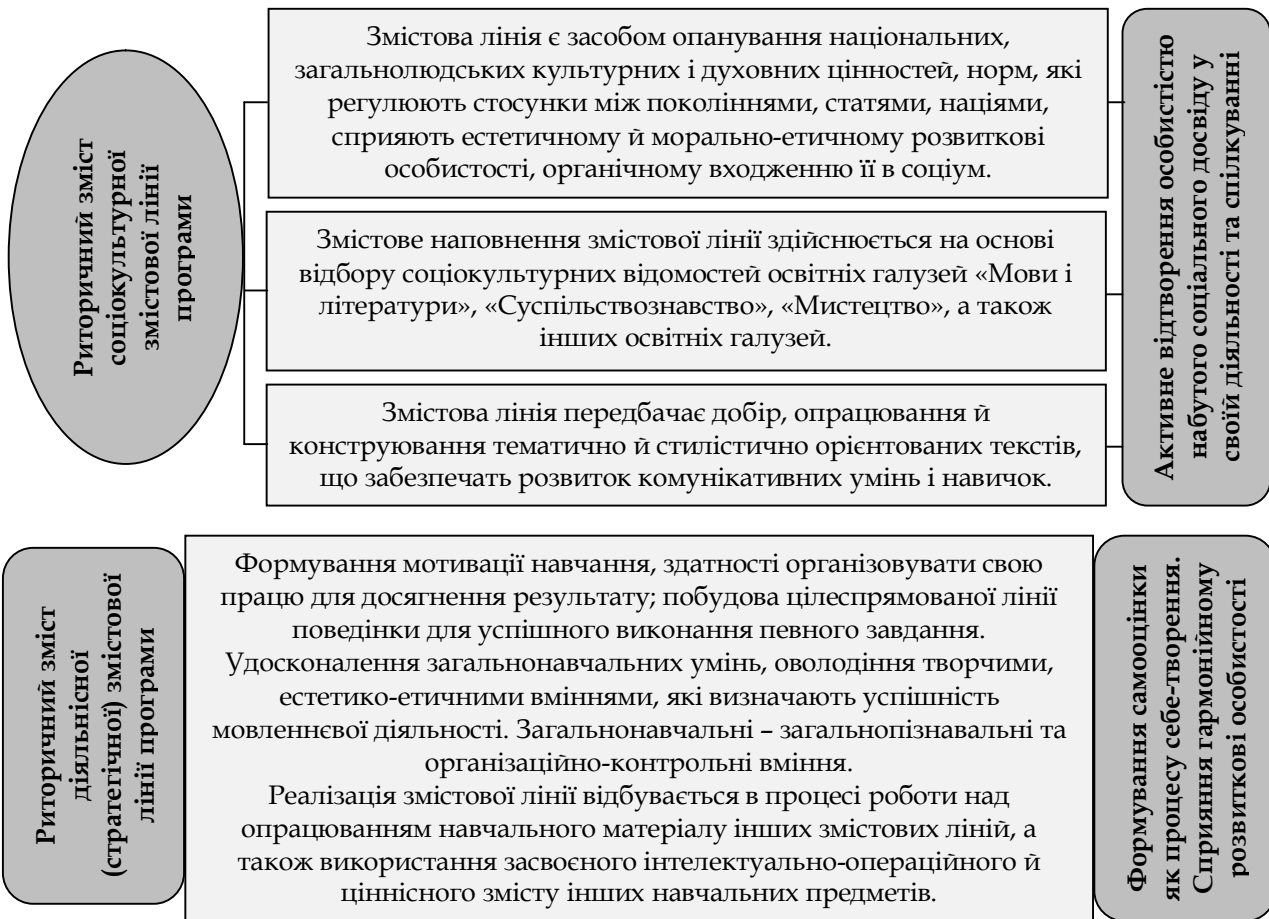 Риторичний зміст
соціокультурної
змістової лінії
програми
Змістова лінія є засобом опанування національних,
загальнолюдських культурних і духовних цінностей, норм, які
регулюють стосунки між поколіннями, статями, націями,
сприяють естетичному й морально-етичному розвиткові
особистості, органічному входженню її в соціум.
Змістове наповнення змістової лінії здійснюється на основі
відбору соціокультурних відомостей освітніх галузей «Мови і
літератури», «Суспільствознавство», «Мистецтво», а також
інших освітніх галузей.
Змістова лінія передбачає добір, опрацювання й
конструювання тематично й стилістично орієнтованих текстів,
що забезпечать розвиток комунікативних умінь і навичок.
Активне відтворення особистістю
набутого соціального досвіду у
своїй діяльності та спілкуванні
Риторичний зміст
діяльнісної
(стратегічної) змістової
лінії програми
Формування мотивації навчання, здатності організовувати свою
працю для досягнення результату; побудова цілеспрямованої лінії
поведінки для успішного виконання певного завдання.
Удосконалення загальнонавчальних умінь, оволодіння творчими,
естетико-етичними вміннями, які визначають успішність
мовленнєвої діяльності. Загальнонавчальні – загальнопізнавальні та
організаційно-контрольні вміння.
Реалізація змістової лінії відбувається в процесі роботи над
опрацюванням навчального матеріалу інших змістових ліній, а
також використання засвоєного інтелектуально-операційного й
ціннісного змісту інших навчальних предметів.
Формування самооцінки
як процесу себе-творення.
Сприяння гармонійному
розвиткові особистості